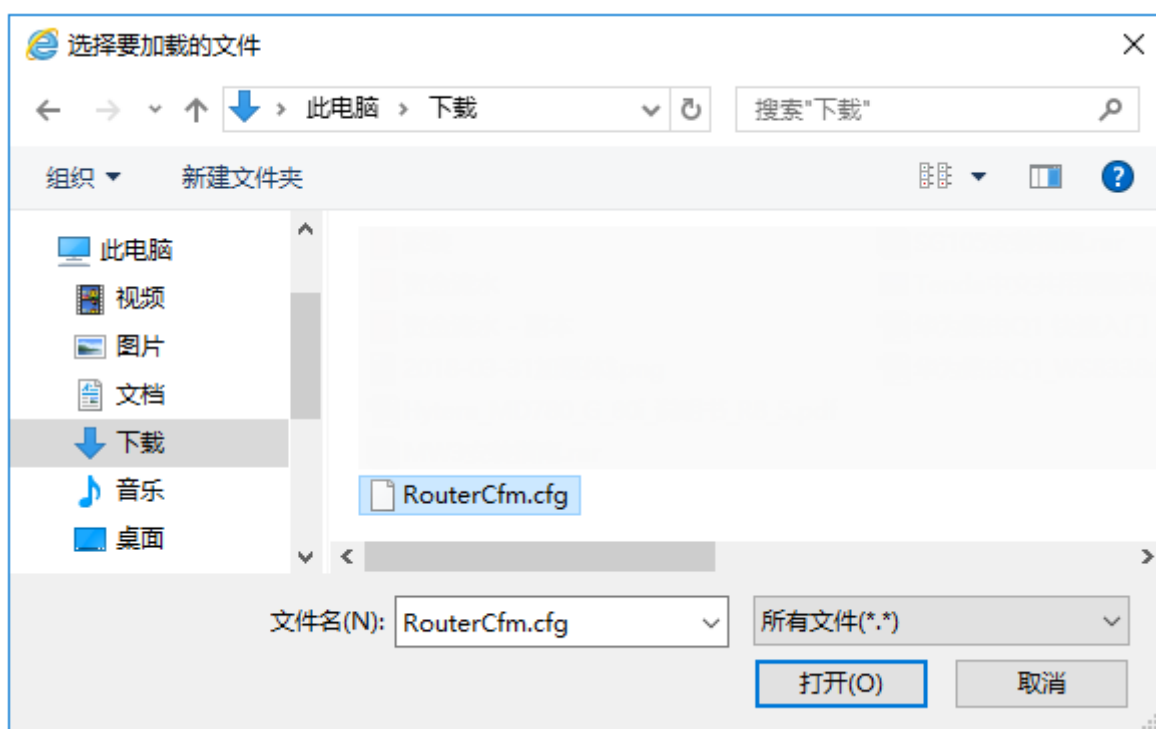 选择要加载的文件
此电脑 › 下载
搜索"下载"
组织
新建文件夹
此电脑
视频
图片
文档
下载
音乐
桌面
RouterCfm.cfg
文件名(N): RouterCfm.cfg
所有文件(*.*)
打开(O)
取消